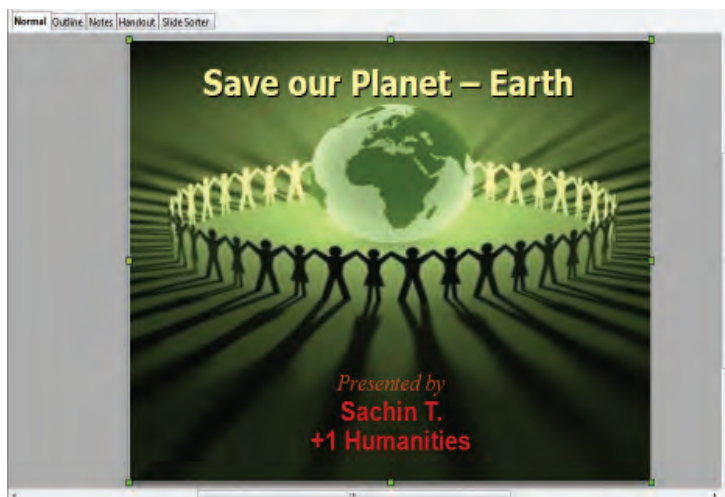 Normal Outline Notes Handout Slide Sorter
Save our Planet – Earth
Presented by
Sachin T.
+1 Humanities